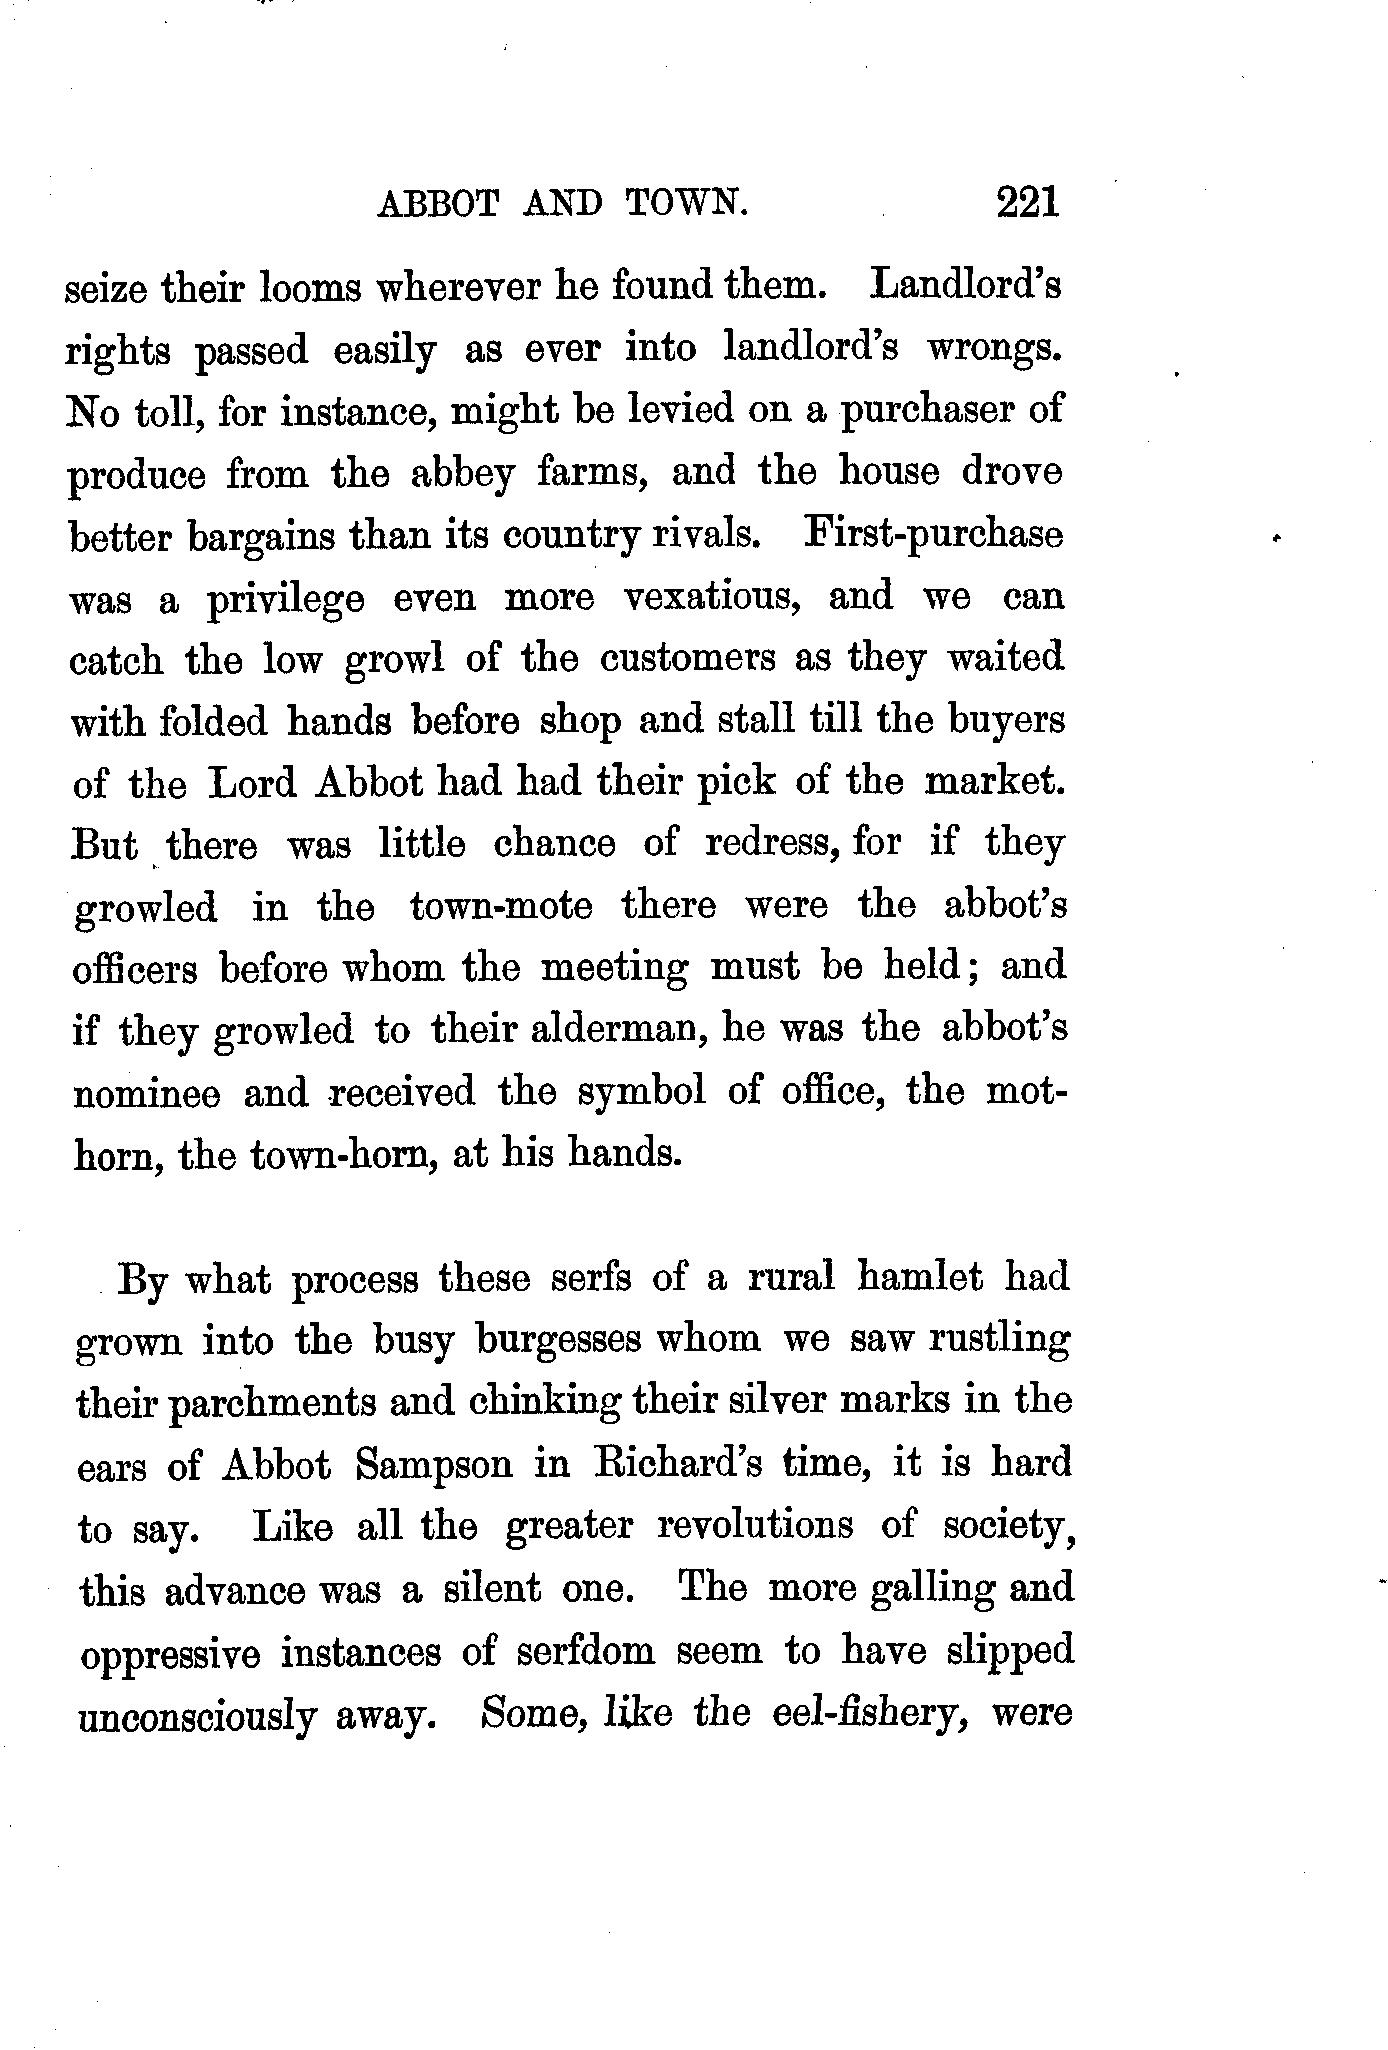 ABBOT AND TOWN. 221
seize their looms wherever he found them. Landlord's
rights passed easily as ever into landlord's wrongs.
No toll, for instance, might be levied on a purchaser of
produce from the abbey farms, and the house drove
better bargains than its country rivals. First-purchase
was a privilege even more vexatious, and we can
catch the low growl of the customers as they waited
with folded hands before shop and stall till the buyers
of the Lord Abbot had had their pick of the market.
But there was little chance of redress, for if they
growled in the town-mote there were the abbot's
officers before whom the meeting must be held; and
if they growled to their alderman, he was the abbot's
nominee and received the symbol of office, the mot-
horn, the town-horn, at his hands.
By what process these serfs of a rural hamlet had
grown into the busy burgesses whom we saw rustling
their parchments and chinking their silver marks in the
ears of Abbot Sampson in Richard's time, it is hard
to say. Like all the greater revolutions of society,
this advance was a silent one. The more galling and
oppressive instances of serfdom seem to have slipped
unconsciously away. Some, like the eel-fishery, were